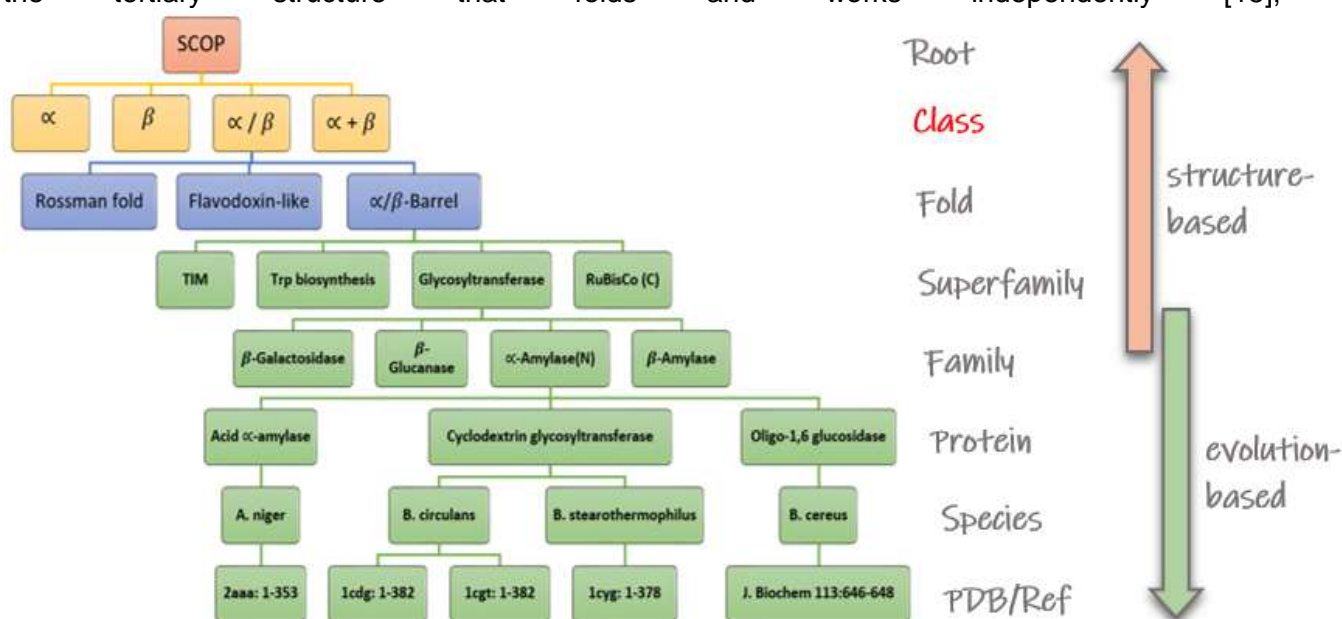 the tertiary structure that folds and works independently [18],
SCOP
Root
∝
β
∝ / β
∝ + β
Class
Rossman fold
Flavodoxin-like
∝/β-Barrel
Fold
structure-
based
TIM
Trp biosynthesis
Glycosyltransferase
RuBisCo (C)
Superfamily
β-Galactosidase
β-
Glucanase
∝-Amylase(N)
β-Amylase
Family
Acid ∝-amylase
Cyclodextrin glycosyltransferase
Oligo-1,6 glucosidase
Protein
evolution-
based
A. niger
B. circulans
B. stearothermophilus
B. cereus
Species
2aaa: 1-353
1cdg: 1-382
1cgt: 1-382
1cyg: 1-378
J. Biochem 113:646-648
PDB/Ref